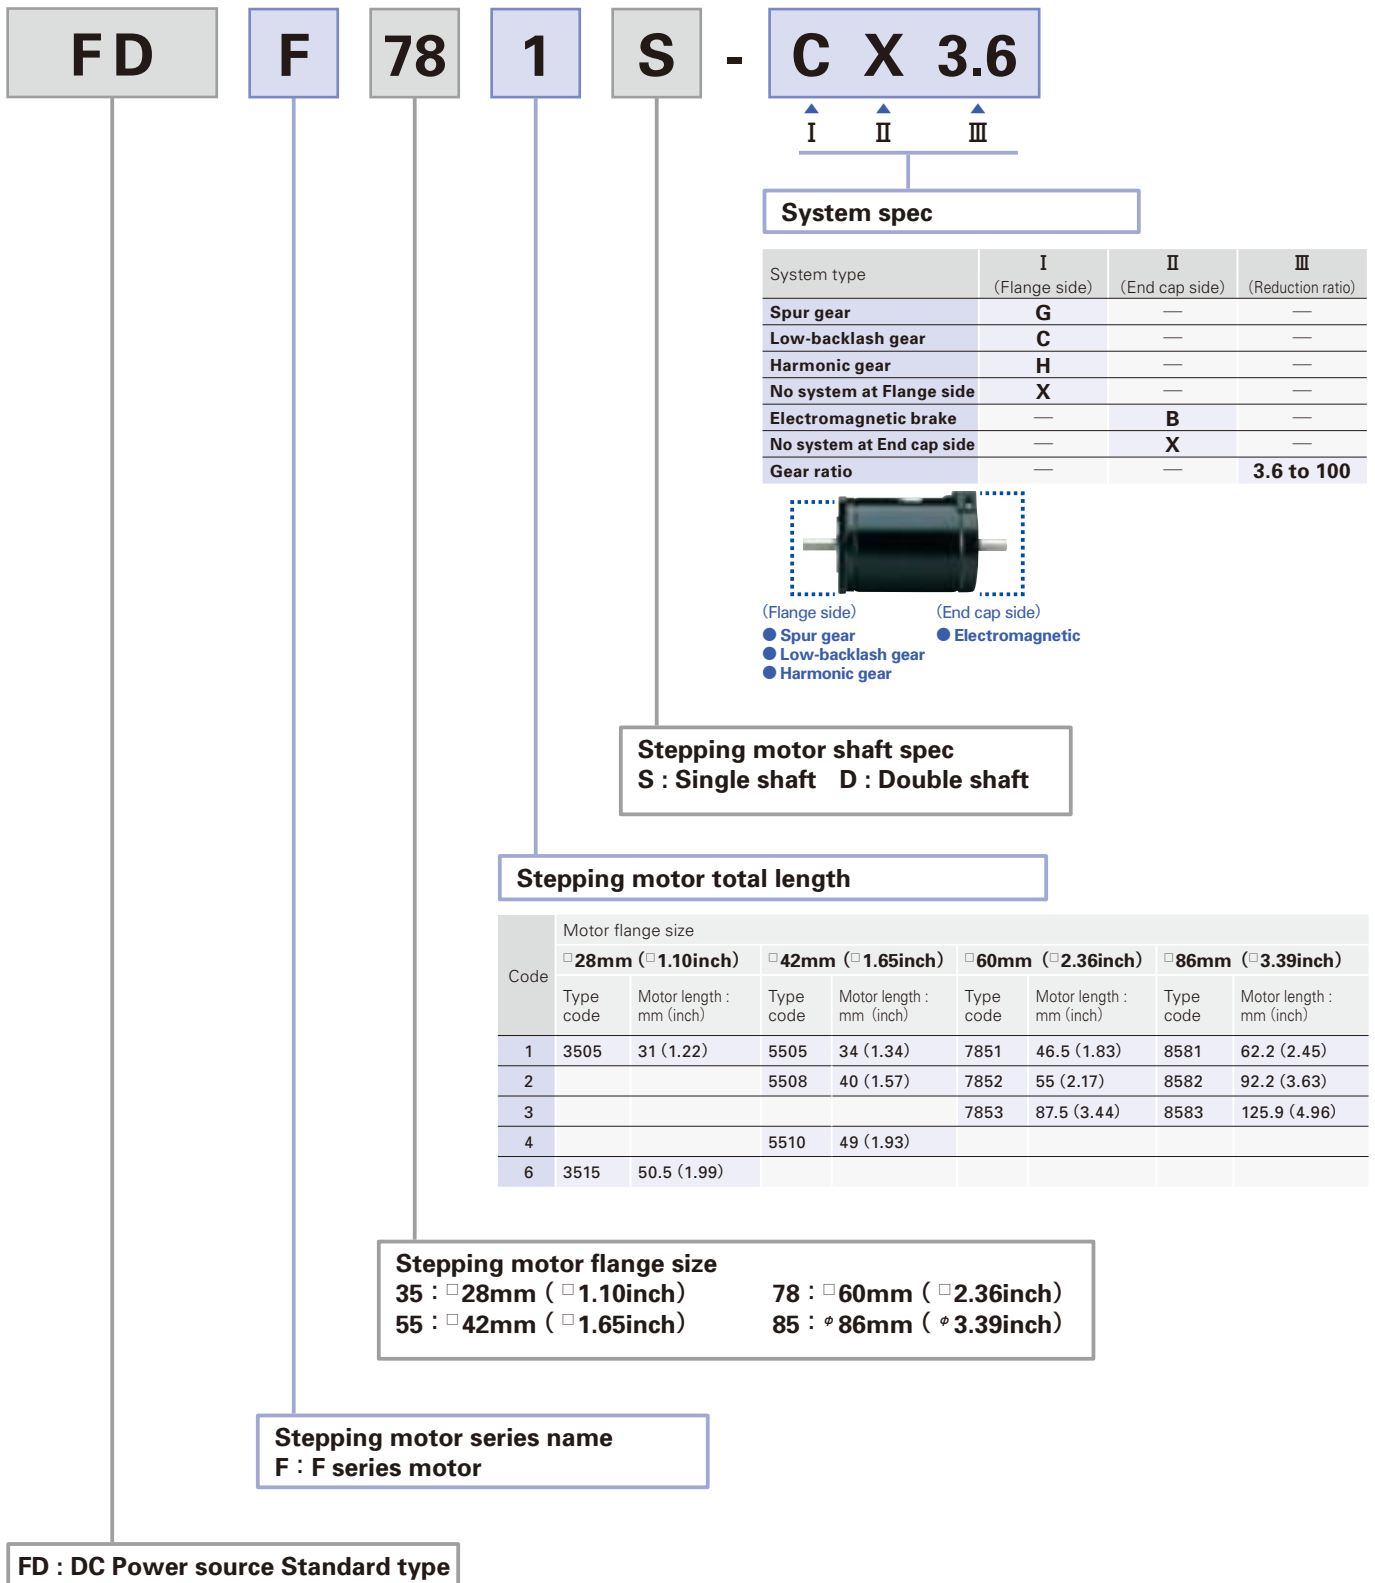 FD F 78 1 S - C X 3.6
I II III
System spec
System type I (Flange side) II (End cap side) III (Reduction ratio)
Spur gear G — —
Low-backlash gear C — —
Harmonic gear H — —
No system at Flange side X — —
Electromagnetic brake — B —
No system at End cap side — X —
Gear ratio — — 3.6 to 100
(Flange side) (End cap side)
● Spur gear ● Electromagnetic
● Low-backlash gear
● Harmonic gear
Stepping motor shaft spec
S : Single shaft D : Double shaft
Stepping motor total length
Code Motor flange size
□28mm (□1.10inch) □42mm (□1.65inch) □60mm (□2.36inch) □86mm (□3.39inch)
Type code Motor length : mm (inch) Type code Motor length : mm (inch) Type code Motor length : mm (inch) Type code Motor length : mm (inch)
1 3505 31 (1.22) 5505 34 (1.34) 7851 46.5 (1.83) 8581 62.2 (2.45)
2 5508 40 (1.57) 7852 55 (2.17) 8582 92.2 (3.63)
3 7853 87.5 (3.44) 8583 125.9 (4.96)
4 5510 49 (1.93)
6 3515 50.5 (1.99)
Stepping motor flange size
35 : □28mm ( □1.10inch) 78 : □60mm ( □2.36inch)
55 : □42mm ( □1.65inch) 85 : φ86mm ( φ3.39inch)
Stepping motor series name
F : F series motor
FD : DC Power source Standard type